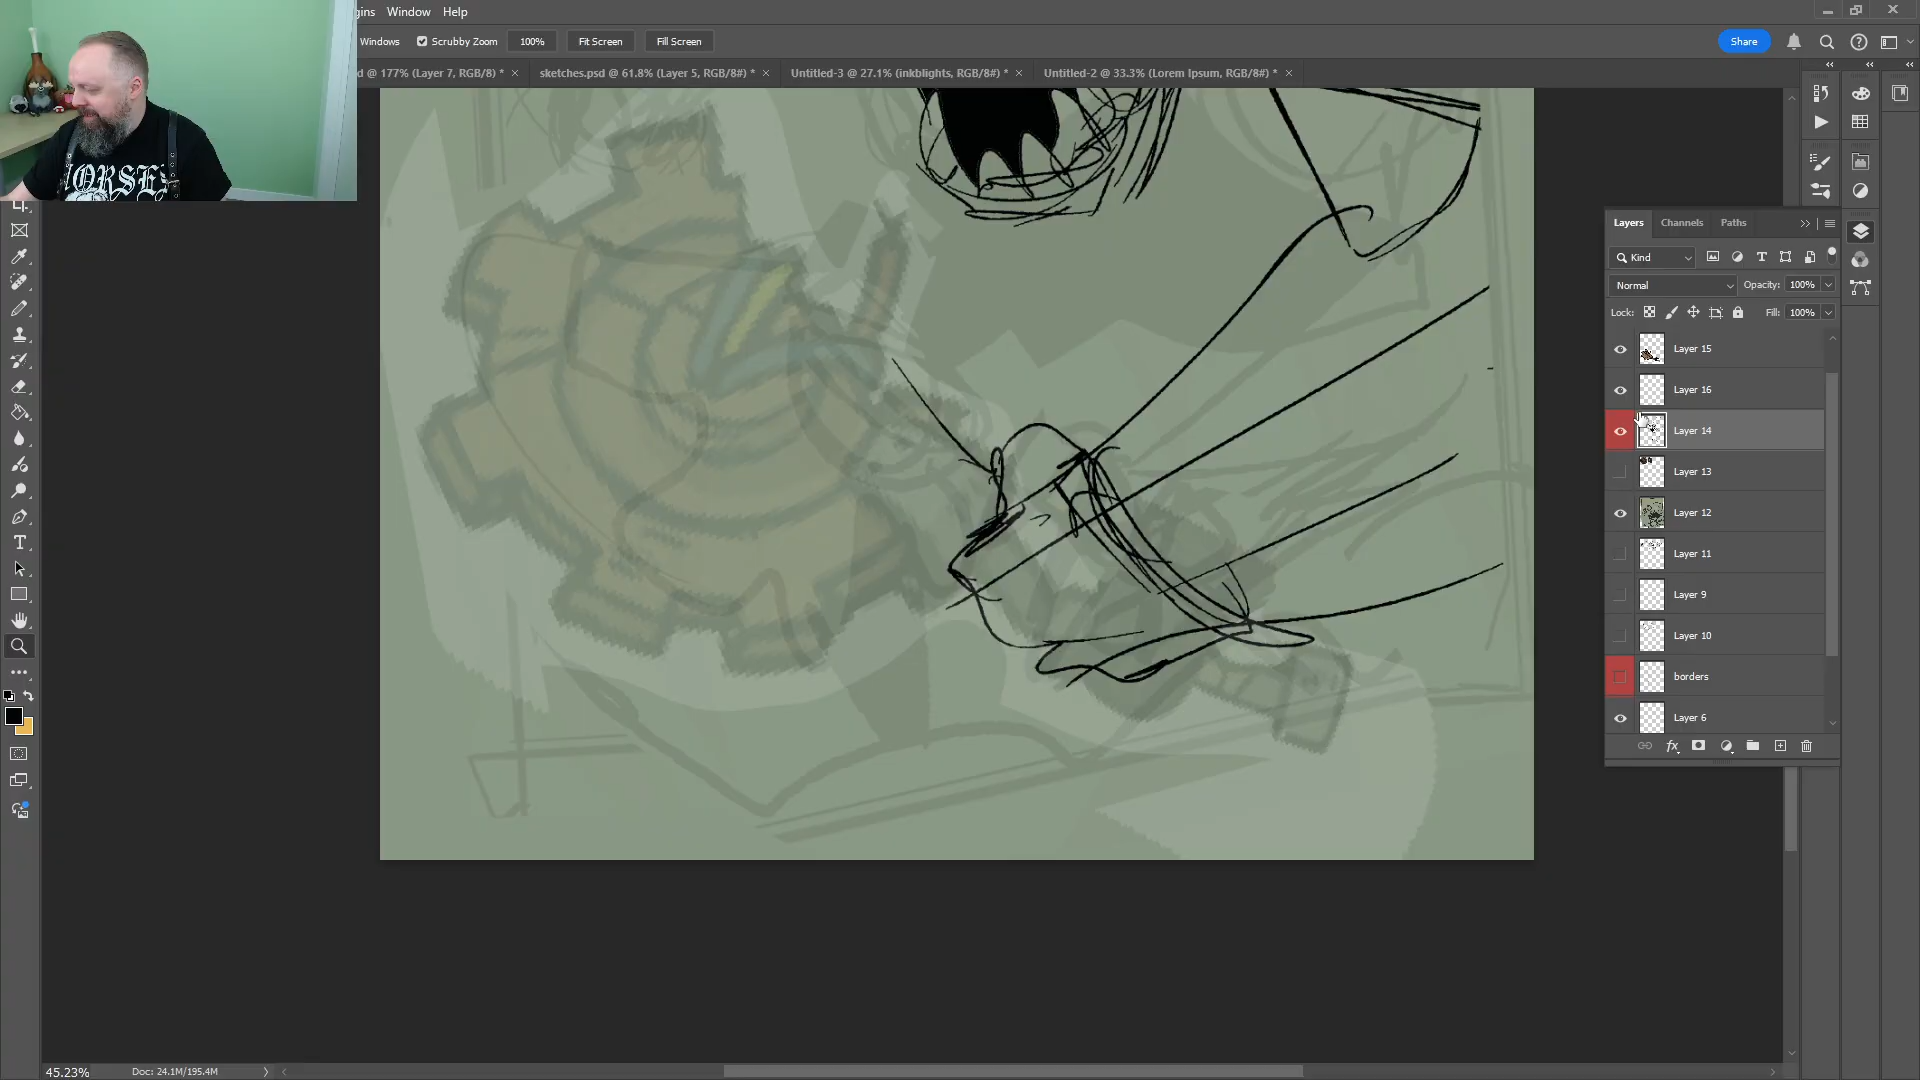 gins Window Help
Windows Scrubby Zoom 100% Fit Screen Fill Screen Share
d @ 177% (Layer 7, RGB/8) * × sketches.psd @ 61.8% (Layer 5, RGB/8#) * × Untitled-3 @ 27.1% (inkblights, RGB/8#) * × Untitled-2 @ 33.3% (Lorem Ipsum, RGB/8#) * ×
HORSES
Layers Channels Paths
Kind
Normal Opacity: 100%
Lock: Fill: 100%
Layer 15
Layer 16
Layer 14
Layer 13
Layer 12
Layer 11
Layer 9
Layer 10
borders
Layer 6
fx
45.23% Doc: 24.1M/195.4M